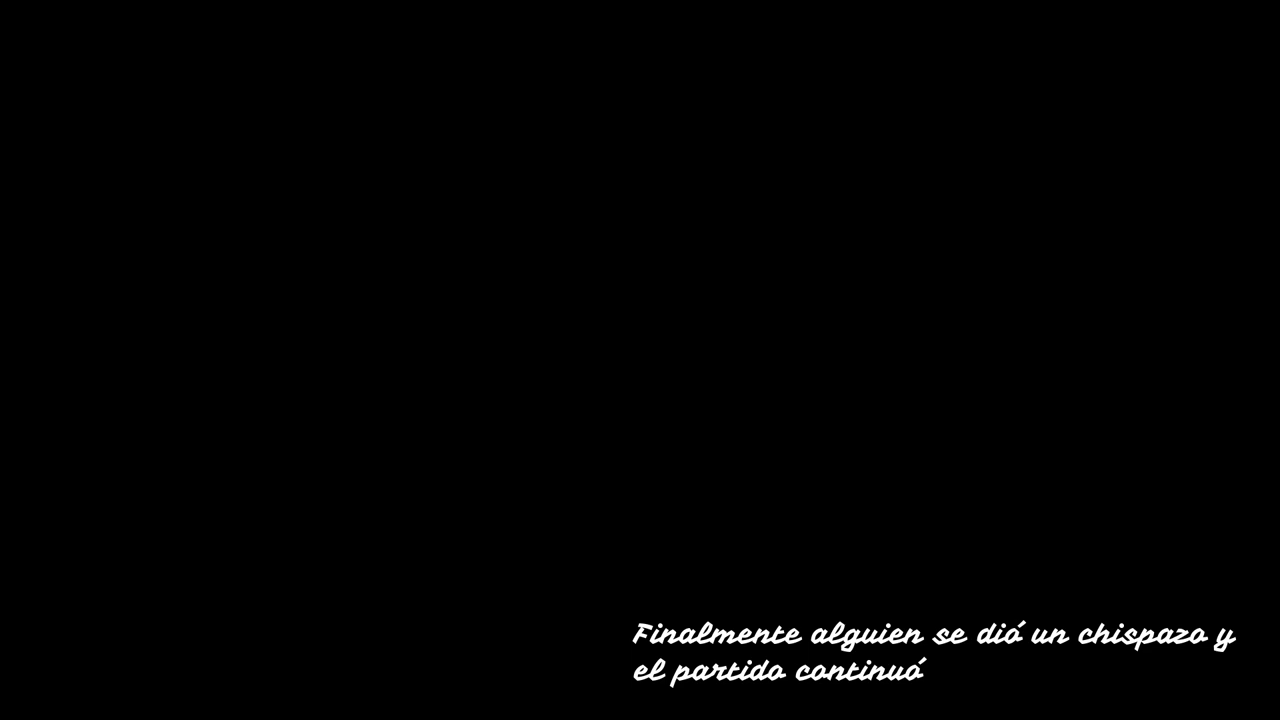 Finalmente alguien se dió un chispazo y
el partido continuó